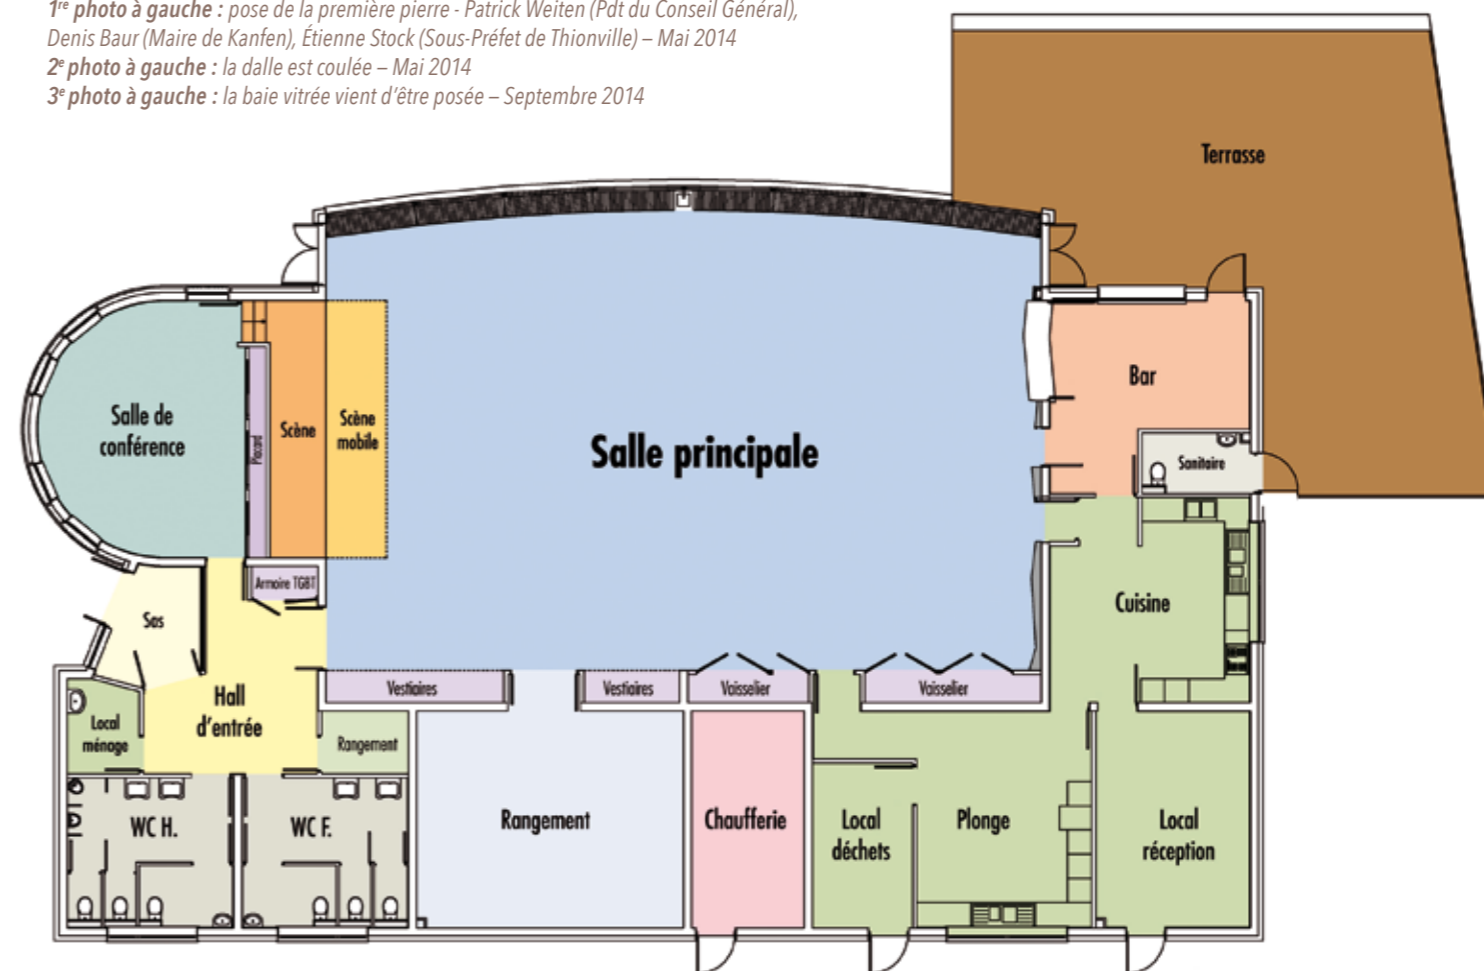 1re photo à gauche : pose de la première pierre - Patrick Weiten (Pdt du Conseil Général),
Denis Baur (Maire de Kanfen), Étienne Stock (Sous-Préfet de Thionville) – Mai 2014
2e photo à gauche : la dalle est coulée – Mai 2014
3e photo à gauche : la baie vitrée vient d'être posée – Septembre 2014
Terrasse
Salle de
conférence
Placard
Scène
Scène
mobile
Salle principale
Bar
Sanitaire
Armoire TGBT
Sas
Cuisine
Hall
d'entrée
Vestiaires
Vestiaires
Vaisselier
Vaisselier
Local
ménage
Rangement
WC H.
WC F.
Rangement
Chaufferie
Local
déchets
Plonge
Local
réception